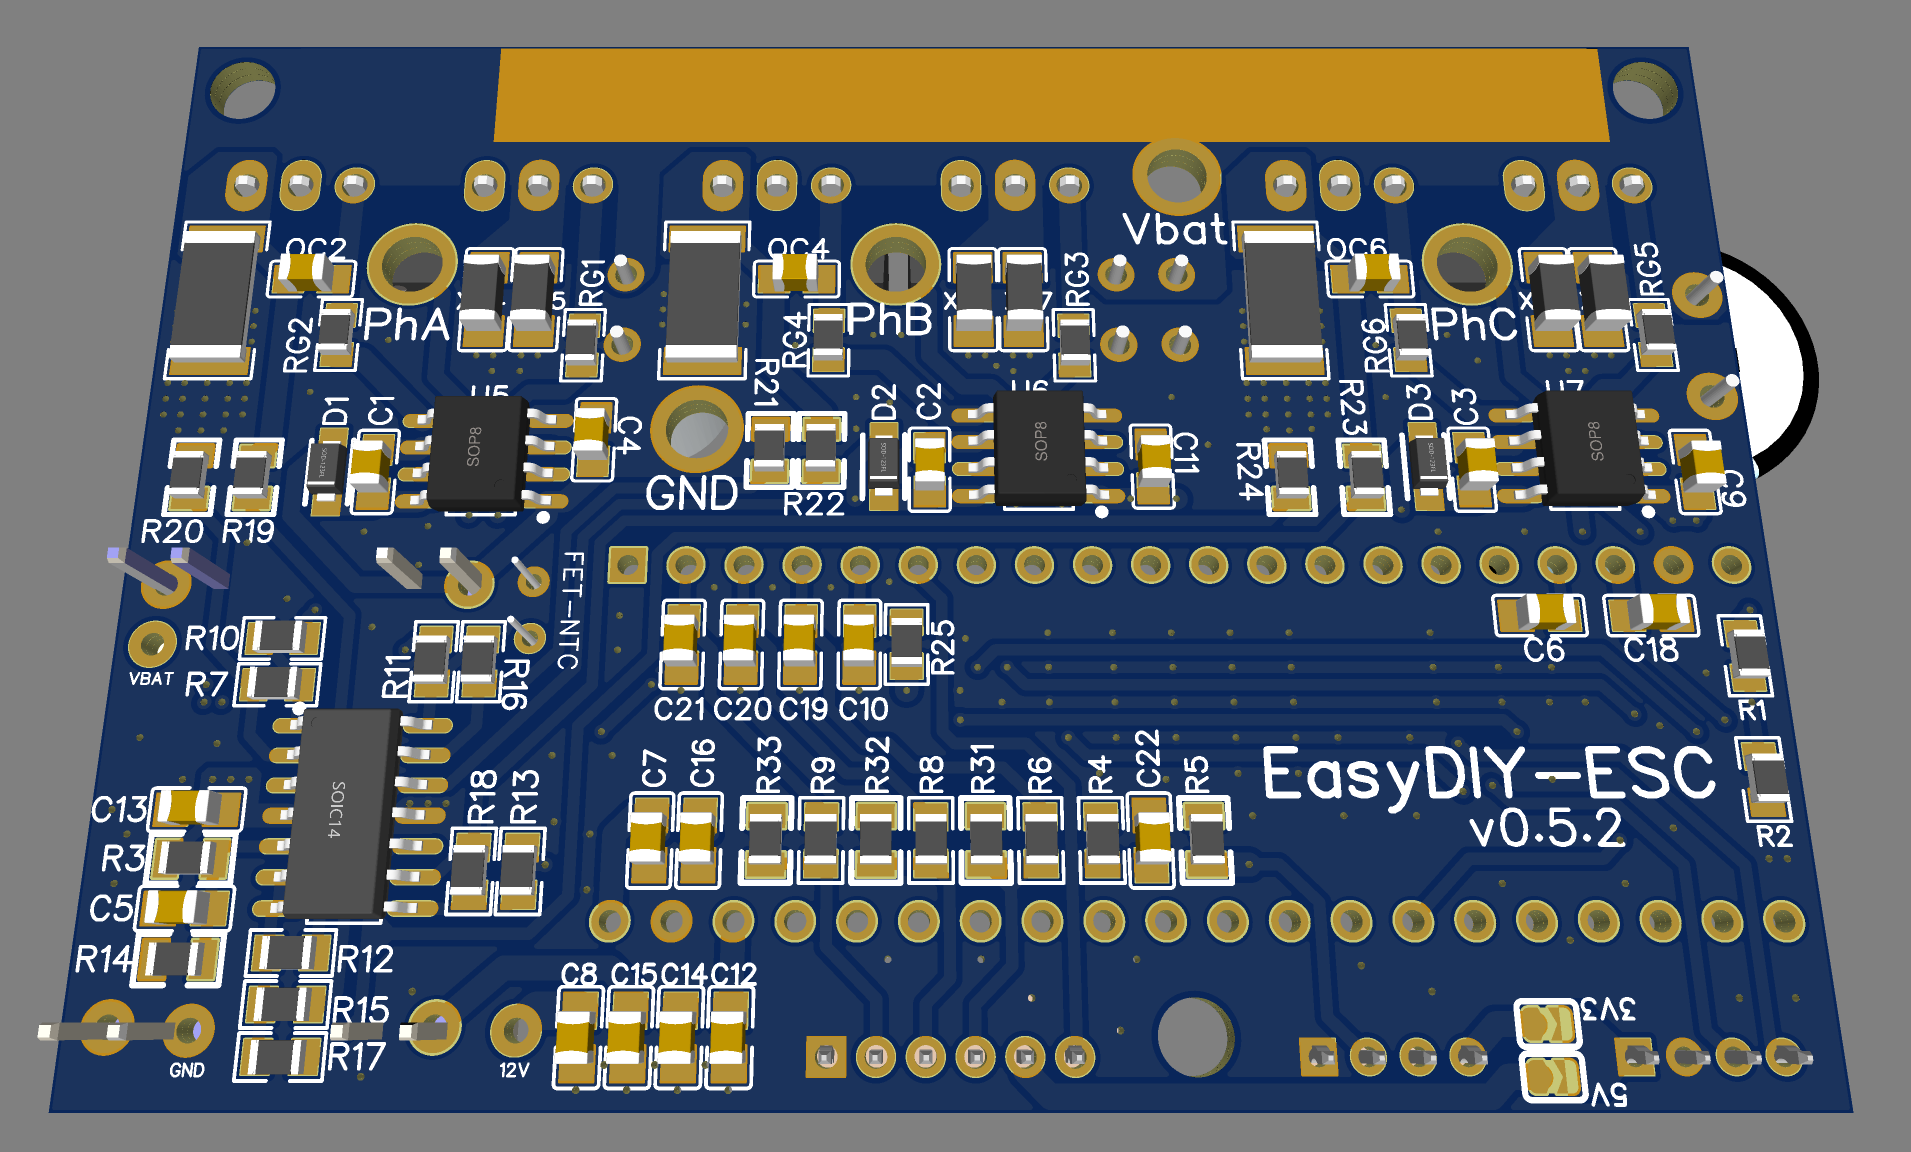 Vbat
OC2
OC4
OC6
RG1
RG3
RG5
PhA
PhB
PhC
RG2
RG4
RG6
R21
R23
D1
C1
U5
SOP8
C4
D2
C2
U6
SOP8
C11
D3
C3
U7
SOP8
C9
R24
GND
R22
R20
R19
FET-NTC
R10
R7
VBAT
R11
R16
R25
C6
C18
C21
C20
C19
C10
R1
C7
C16
R33
R9
R32
R8
R31
R6
R4
C22
R5
EasyDIY-ESC
v0.5.2
R2
SOIC14
R18
R13
C13
R3
C5
R14
R12
R15
R17
GND
12V
C8
C15
C14
C12
3V3
5V